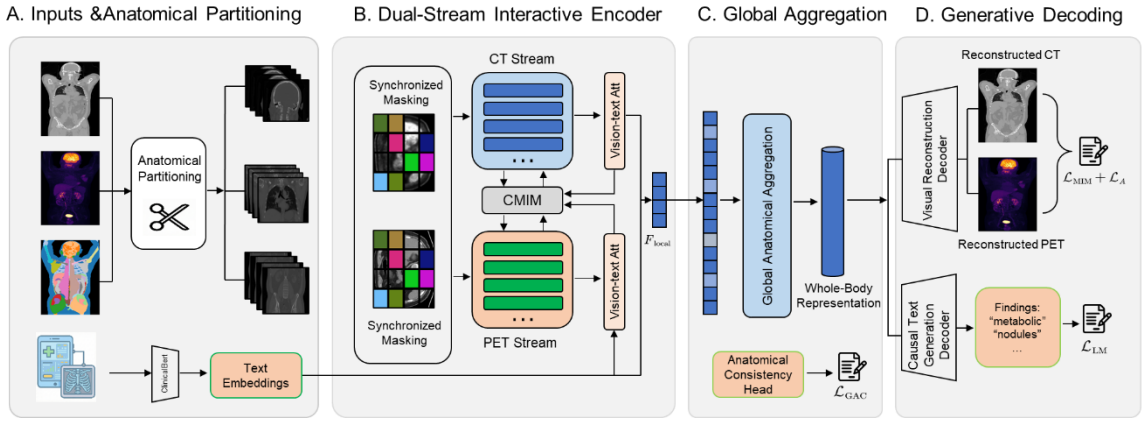 A. Inputs &Anatomical Partitioning
Anatomical
Partitioning
ClinicalBert
Text
Embeddings
B. Dual-Stream Interactive Encoder
Synchronized
Masking
CT Stream
...
Vision-text Att
CMIM
Synchronized
Masking
...
PET Stream
Vision-text Att
F_local
C. Global Aggregation
Global Anatomical Aggregation
Whole-Body
Representation
Anatomical
Consistency
Head
ℒ_GAC
D. Generative Decoding
Visual Reconstruction
Decoder
Reconstructed CT
Reconstructed PET
ℒ_MIM + ℒ_A
Causal Text
Generation
Decoder
Findings:
“metabolic”
“nodules”
...
ℒ_LM